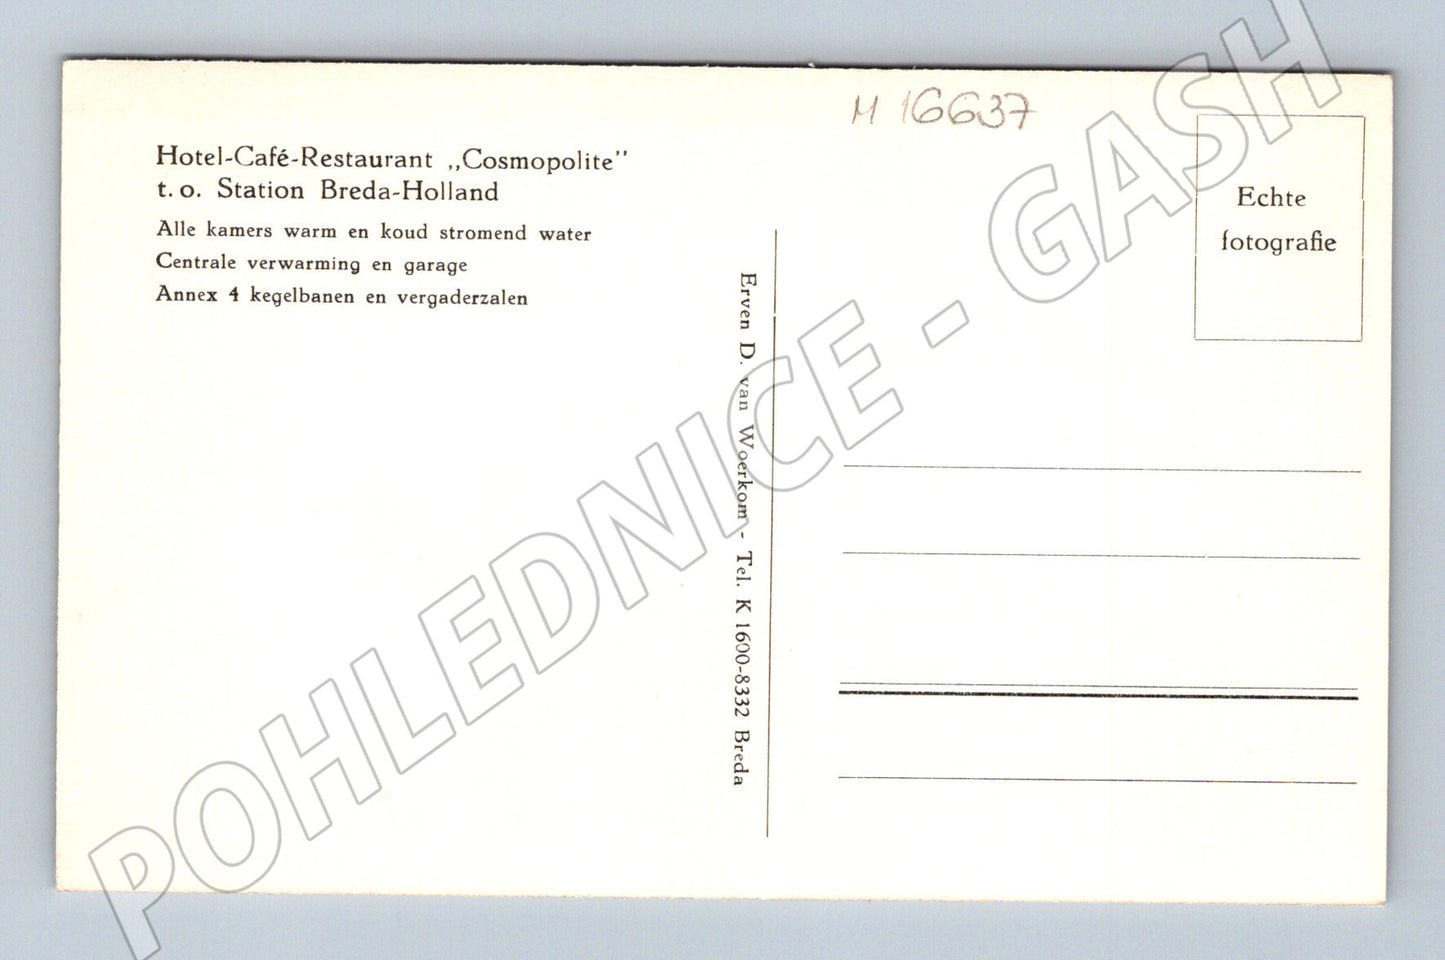 M 16637
Hotel-Café-Restaurant „Cosmopolite”
t. o. Station Breda-Holland
Alle kamers warm en koud stromend water
Centrale verwarming en garage
Annex 4 kegelbanen en vergaderzalen
Erven D. van Woerkom - Tel. K 1600-8332 Breda
Echte
fotografie
POHLEDNICE - GASH